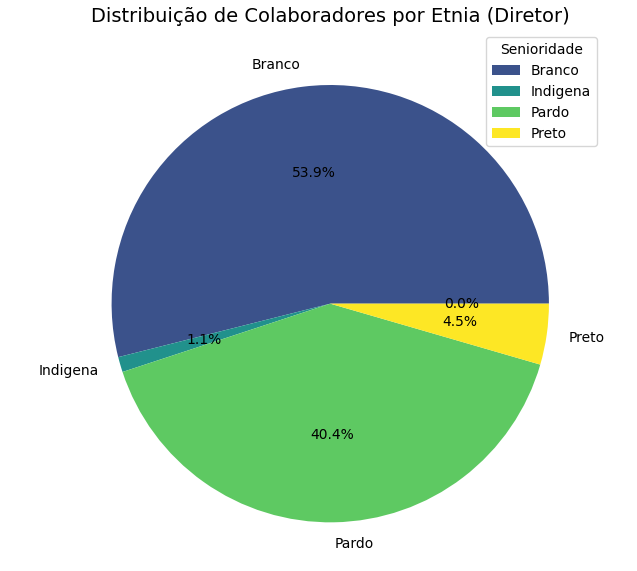 Distribuição de Colaboradores por Etnia (Diretor)
Senioridade
Branco
Indigena
Pardo
Preto
Branco
53.9%
0.0%
4.5%
Preto
1.1%
Indigena
40.4%
Pardo